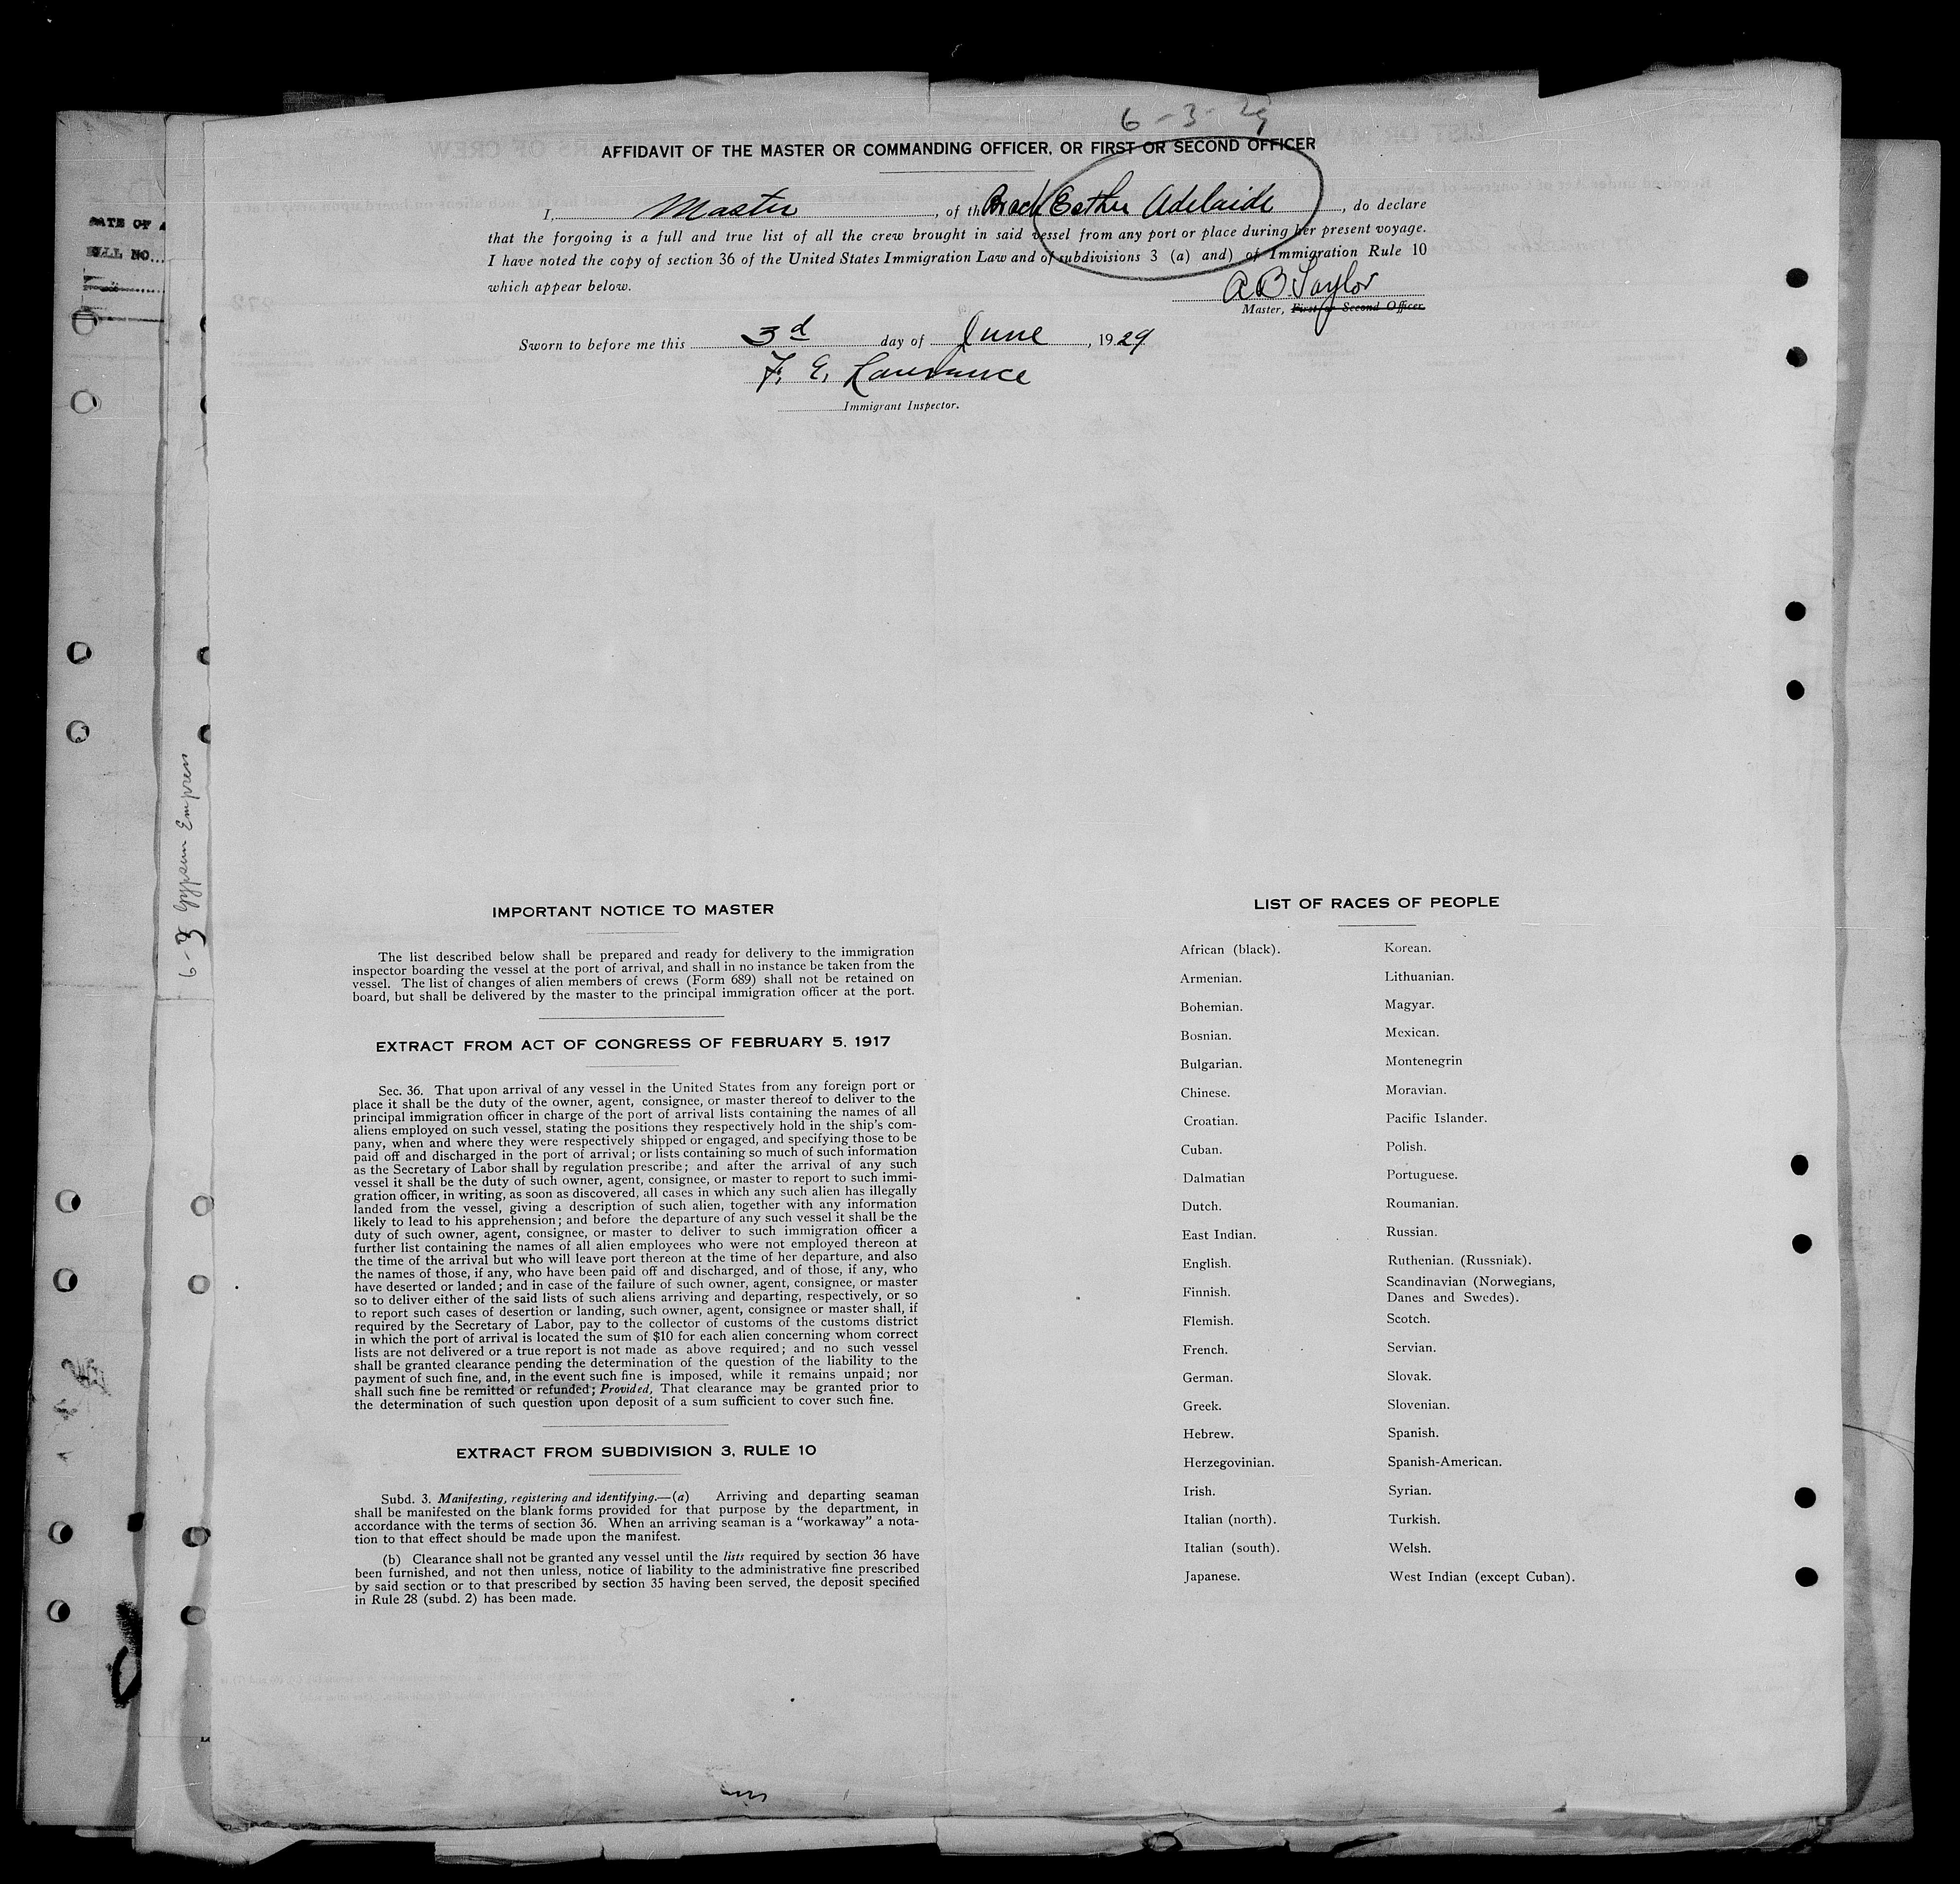 6-3-29
AFFIDAVIT OF THE MASTER OR COMMANDING OFFICER, OR FIRST OR SECOND OFFICER
I, Master, of the Esther Adelaide, do declare
that the forgoing is a full and true list of all the crew brought in said vessel from any port or place during her present voyage.
I have noted the copy of section 36 of the United States Immigration Law and of subdivisions 3 (a) and) of Immigration Rule 10
which appear below.
A B. Taylor
Master, First or Second Officer.
Sworn to before me this 3d day of June, 1929
F. E. Lawrance
Immigrant Inspector.
DATE OF
NO.
6-3 Gypsum Empress
IMPORTANT NOTICE TO MASTER
The list described below shall be prepared and ready for delivery to the immigration
inspector boarding the vessel at the port of arrival, and shall in no instance be taken from the
vessel. The list of changes of alien members of crews (Form 689) shall not be retained on
board, but shall be delivered by the master to the principal immigration officer at the port.
EXTRACT FROM ACT OF CONGRESS OF FEBRUARY 5, 1917
Sec. 36. That upon arrival of any vessel in the United States from any foreign port or
place it shall be the duty of the owner, agent, consignee, or master thereof to deliver to the
principal immigration officer in charge of the port of arrival lists containing the names of all
aliens employed on such vessel, stating the positions they respectively hold in the ship's com-
pany, when and where they were respectively shipped or engaged, and specifying those to be
paid off and discharged in the port of arrival; or lists containing so much of such information
as the Secretary of Labor shall by regulation prescribe; and after the arrival of any such
vessel it shall be the duty of such owner, agent, consignee, or master to report to such immi-
gration officer, in writing, as soon as discovered, all cases in which any such alien has illegally
landed from the vessel, giving a description of such alien, together with any information
likely to lead to his apprehension; and before the departure of any such vessel it shall be the
duty of such owner, agent, consignee, or master to deliver to such immigration officer a
further list containing the names of all alien employees who were not employed thereon at
the time of the arrival but who will leave port thereon at the time of her departure, and also
the names of those, if any, who have been paid off and discharged, and of those, if any, who
have deserted or landed; and in case of the failure of such owner, agent, consignee, or master
so to deliver either of the said lists of such aliens arriving and departing, respectively, or so
to report such cases of desertion or landing, such owner, agent, consignee or master shall, if
required by the Secretary of Labor, pay to the collector of customs of the customs district
in which the port of arrival is located the sum of $10 for each alien concerning whom correct
lists are not delivered or a true report is not made as above required; and no such vessel
shall be granted clearance pending the determination of the question of the liability to the
payment of such fine, and, in the event such fine is imposed, while it remains unpaid; nor
shall such fine be remitted or refunded; Provided, That clearance may be granted prior to
the determination of such question upon deposit of a sum sufficient to cover such fine.
EXTRACT FROM SUBDIVISION 3, RULE 10
Subd. 3. Manifesting, registering and identifying.—(a) Arriving and departing seaman
shall be manifested on the blank forms provided for that purpose by the department, in
accordance with the terms of section 36. When an arriving seaman is a "workaway" a nota-
tion to that effect should be made upon the manifest.
(b) Clearance shall not be granted any vessel until the lists required by section 36 have
been furnished, and not then unless, notice of liability to the administrative fine prescribed
by said section or to that prescribed by section 35 having been served, the deposit specified
in Rule 28 (subd. 2) has been made.
LIST OF RACES OF PEOPLE
African (black).
Armenian.
Bohemian.
Bosnian.
Bulgarian.
Chinese.
Croatian.
Cuban.
Dalmatian
Dutch.
East Indian.
English.
Finnish.
Flemish.
French.
German.
Greek.
Hebrew.
Herzegovinian.
Irish.
Italian (north).
Italian (south).
Japanese.
Korean.
Lithuanian.
Magyar.
Mexican.
Montenegrin
Moravian.
Pacific Islander.
Polish.
Portuguese.
Roumanian.
Russian.
Ruthenian. (Russniak).
Scandinavian (Norwegians,
Danes and Swedes).
Scotch.
Servian.
Slovak.
Slovenian.
Spanish.
Spanish-American.
Syrian.
Turkish.
Welsh.
West Indian (except Cuban).